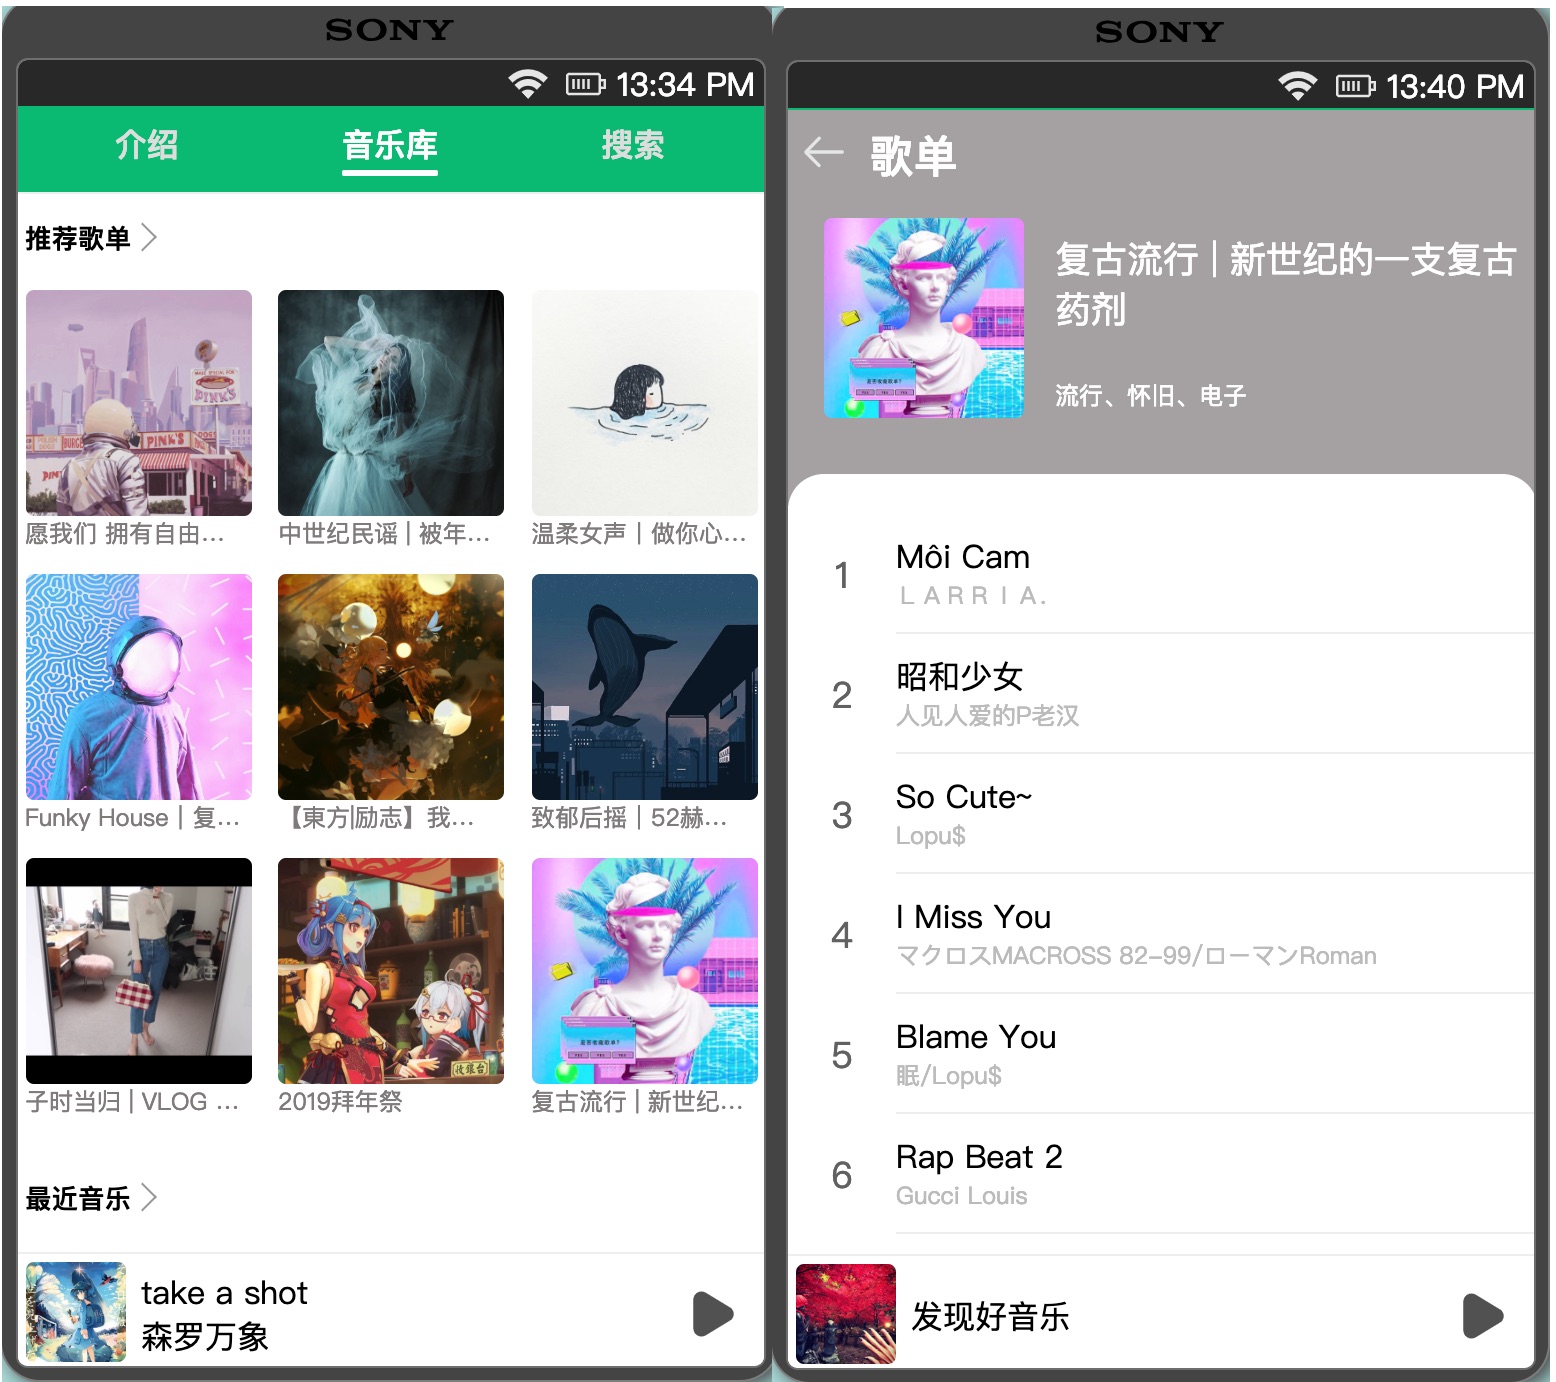 SONY
13:34 PM
介绍
音乐库
搜索
推荐歌单
PINK'S
PINK'S
愿我们 拥有自由...
中世纪民谣 | 被年...
温柔女声 | 做你心...
Funky House | 复...
【東方|励志】我...
致郁后摇 | 52赫...
子时当归 | VLOG ...
2019拜年祭
复古流行 | 新世纪...
最近音乐
take a shot
森罗万象
SONY
13:40 PM
歌单
复古流行 | 新世纪的一支复古
药剂
流行、怀旧、电子
1
Môi Cam
ＬＡＲＲＩＡ.
2
昭和少女
人见人爱的P老汉
3
So Cute~
Lopu$
4
I Miss You
マクロスMACROSS 82-99/ローマンRoman
5
Blame You
眠/Lopu$
6
Rap Beat 2
Gucci Louis
发现好音乐